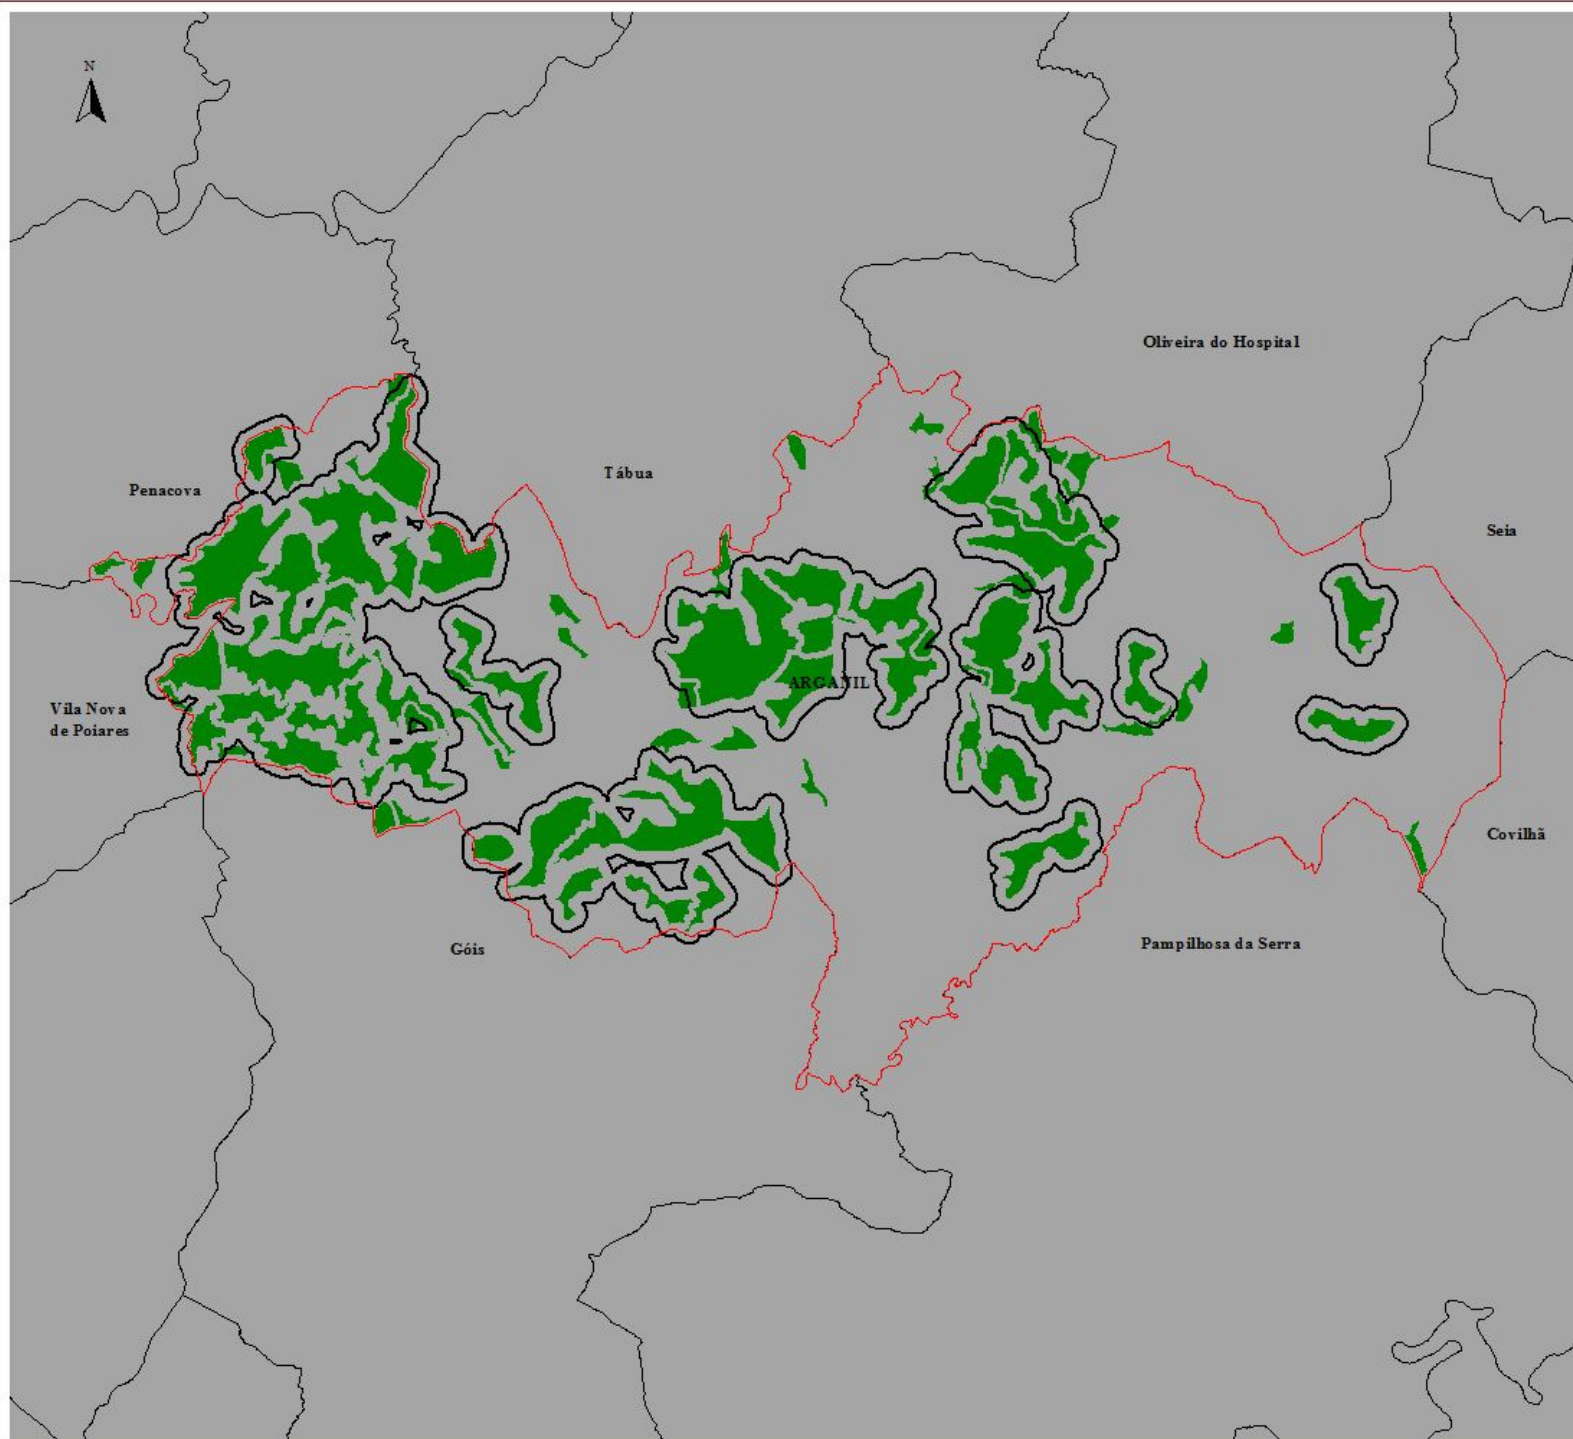 N
Oliveira do Hospital
Tábua
Penacova
Seia
ARGANIL
Vila Nova
de Poiares
Covilhã
Góis
Pampilhosa da Serra